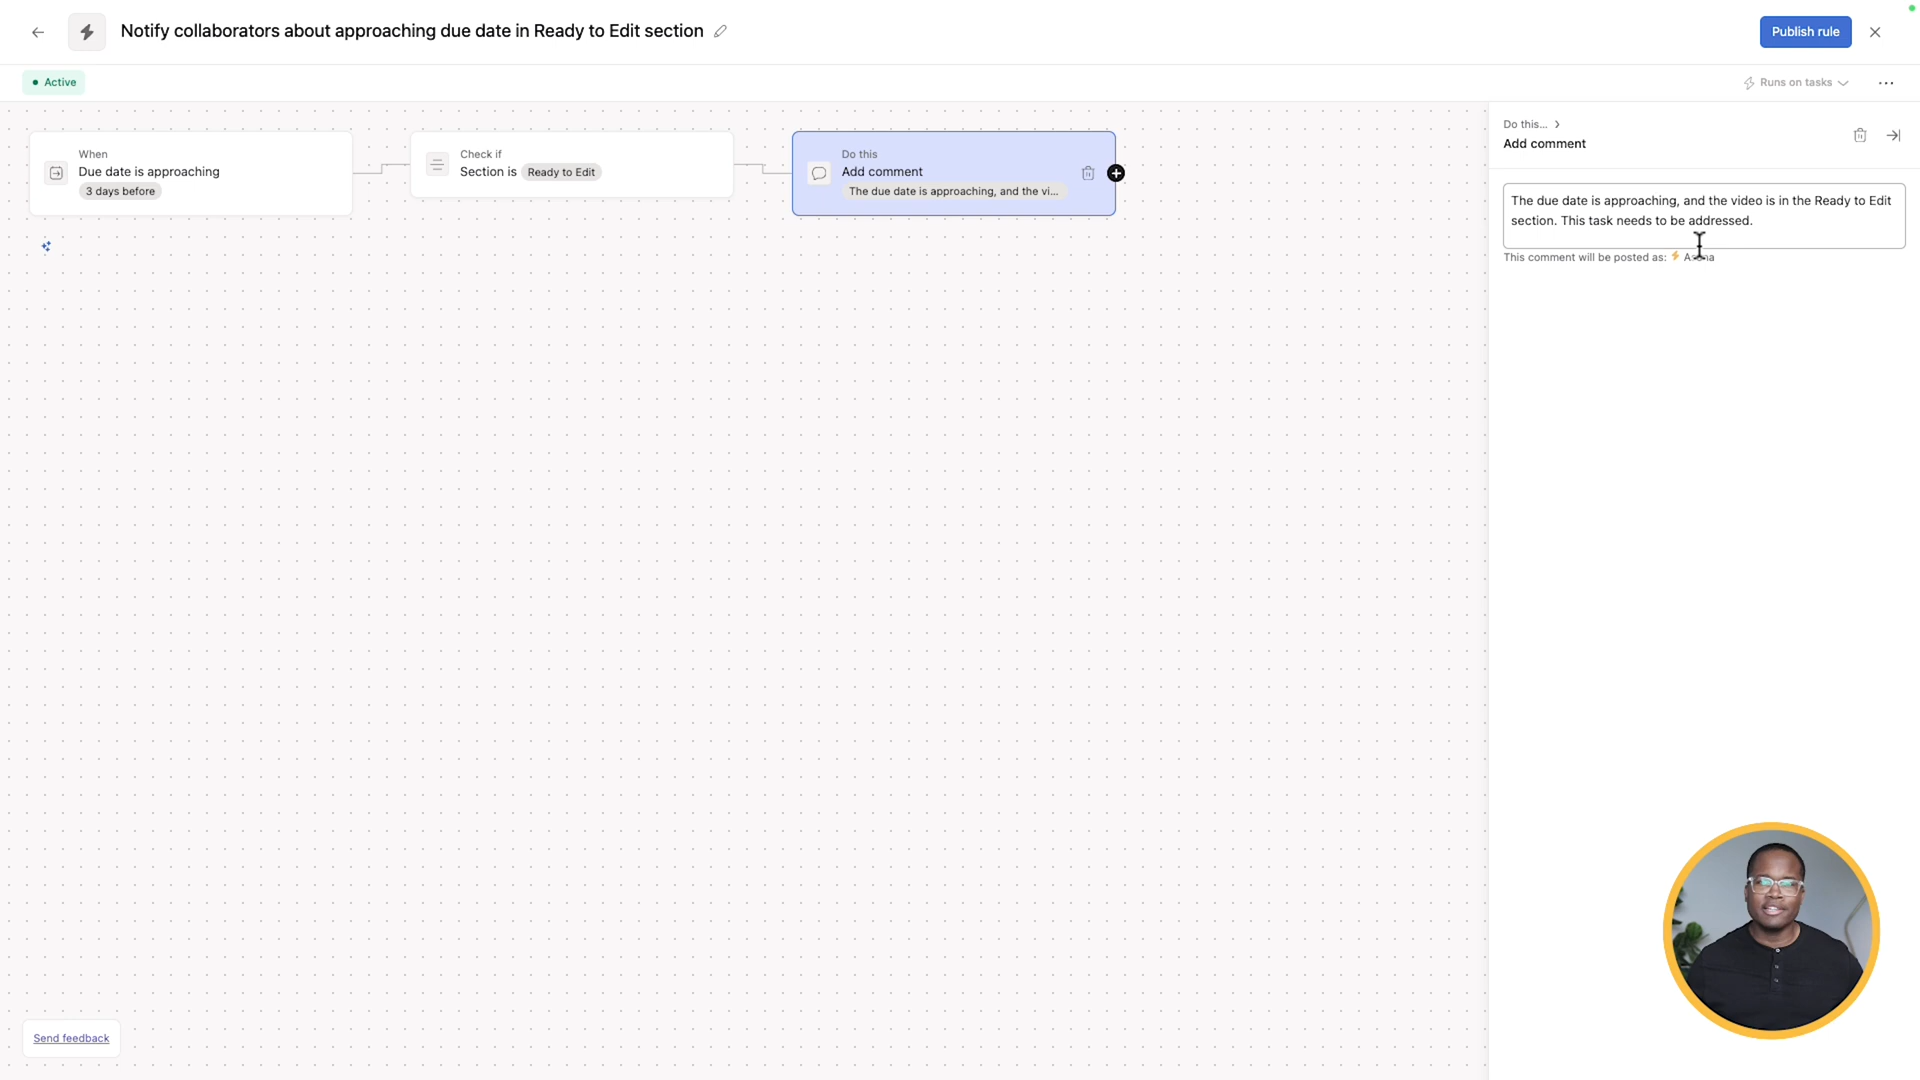 Notify collaborators about approaching due date in Ready to Edit section
Publish rule
Active
Runs on tasks
When
Due date is approaching
3 days before
Check if
Section is Ready to Edit
Do this
Add comment
The due date is approaching, and the vi...
Do this...
Add comment
The due date is approaching, and the video is in the Ready to Edit
section. This task needs to be addressed.
This comment will be posted as: Asana
Send feedback